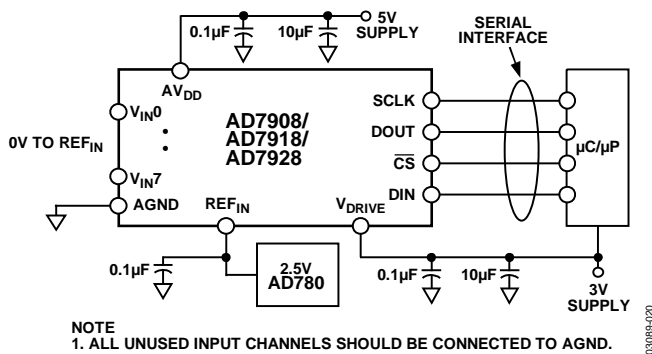 0.1µF
10µF
5V
SUPPLY
SERIAL
INTERFACE
AVDD
VIN0
0V TO REFIN
VIN7
AGND
AD7908/
AD7918/
AD7928
SCLK
DOUT
CS
DIN
µC/µP
REFIN
VDRIVE
0.1µF
2.5V
AD780
0.1µF
10µF
3V
SUPPLY
NOTE
1. ALL UNUSED INPUT CHANNELS SHOULD BE CONNECTED TO AGND.
03089-020